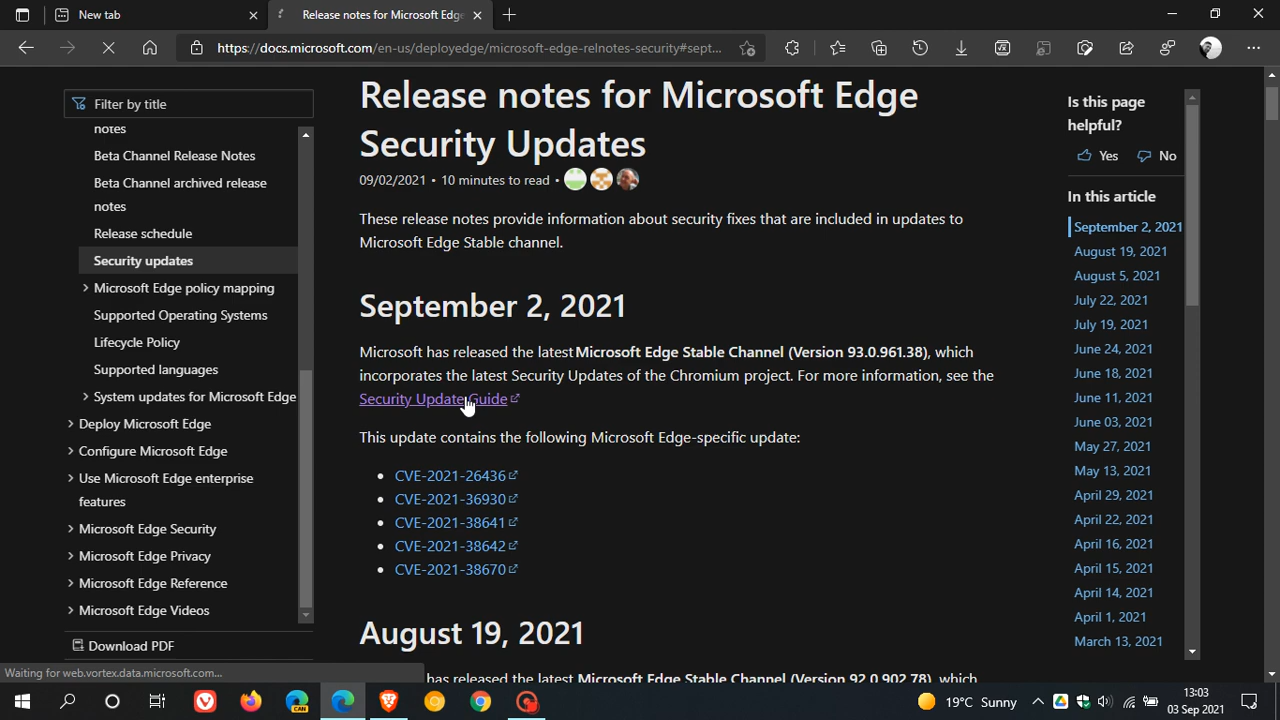 New tab
Release notes for Microsoft Edge
https://docs.microsoft.com/en-us/deployedge/microsoft-edge-relnotes-security#sept...
Filter by title
notes
Beta Channel Release Notes
Beta Channel archived release
notes
Release schedule
Security updates
Microsoft Edge policy mapping
Supported Operating Systems
Lifecycle Policy
Supported languages
System updates for Microsoft Edge
Deploy Microsoft Edge
Configure Microsoft Edge
Use Microsoft Edge enterprise
features
Microsoft Edge Security
Microsoft Edge Privacy
Microsoft Edge Reference
Microsoft Edge Videos
Download PDF
Release notes for Microsoft Edge
Security Updates
09/02/2021 • 10 minutes to read •
These release notes provide information about security fixes that are included in updates to
Microsoft Edge Stable channel.
September 2, 2021
Microsoft has released the latest Microsoft Edge Stable Channel (Version 93.0.961.38), which
incorporates the latest Security Updates of the Chromium project. For more information, see the
Security Update Guide
This update contains the following Microsoft Edge-specific update:
• CVE-2021-26436
• CVE-2021-36930
• CVE-2021-38641
• CVE-2021-38642
• CVE-2021-38670
August 19, 2021
has released the latest Microsoft Edge Stable Channel (Version 92.0.902.78), which
Is this page
helpful?
Yes No
In this article
September 2, 2021
August 19, 2021
August 5, 2021
July 22, 2021
July 19, 2021
June 24, 2021
June 18, 2021
June 11, 2021
June 03, 2021
May 27, 2021
May 13, 2021
April 29, 2021
April 22, 2021
April 16, 2021
April 15, 2021
April 14, 2021
April 1, 2021
March 13, 2021
Waiting for web.vortex.data.microsoft.com...
CAN
19°C Sunny
13:03
03 Sep 2021